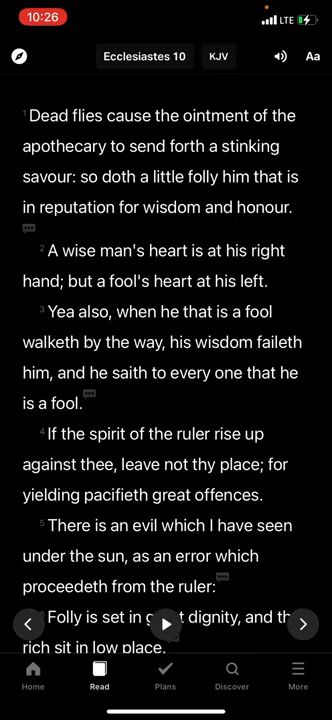 10:26
LTE
Ecclesiastes 10 KJV Aa
1 Dead flies cause the ointment of the
apothecary to send forth a stinking
savour: so doth a little folly him that is
in reputation for wisdom and honour.
2 A wise man's heart is at his right
hand; but a fool's heart at his left.
3 Yea also, when he that is a fool
walketh by the way, his wisdom faileth
him, and he saith to every one that he
is a fool.
4 If the spirit of the ruler rise up
against thee, leave not thy place; for
yielding pacifieth great offences.
5 There is an evil which I have seen
under the sun, as an error which
proceedeth from the ruler:
Folly is set in dignity, and
rich sit in low place.
Home Read Plans Discover More